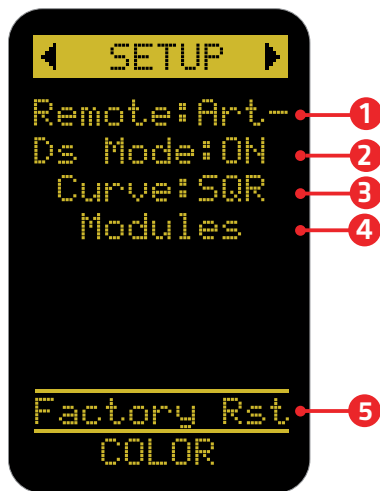 SETUP
Remote:Art- 1
Ds Mode:ON 2
Curve:SQR 3
Modules 4
Factory Rst 5
COLOR